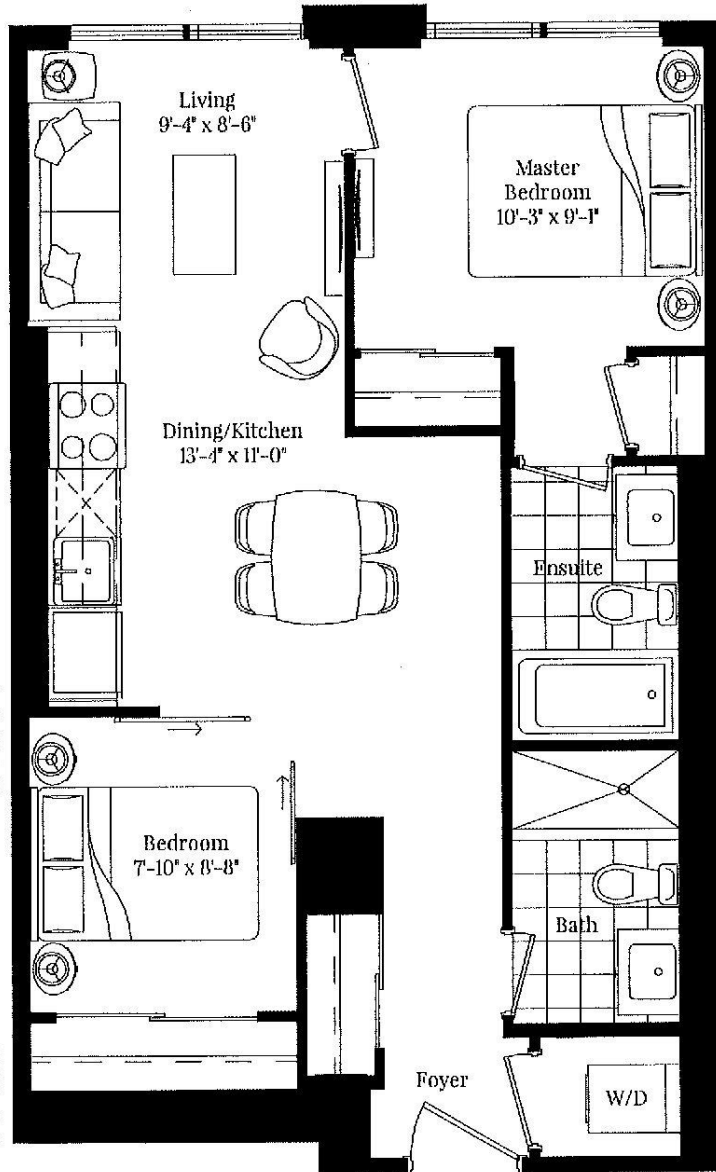 Living
9'-4" x 8'-6"
Master
Bedroom
10'-3" x 9'-1"
Dining/Kitchen
13'-4" x 11'-0"
Ensuite
Bedroom
7'-10" x 8'-8"
Bath
Foyer
W/D